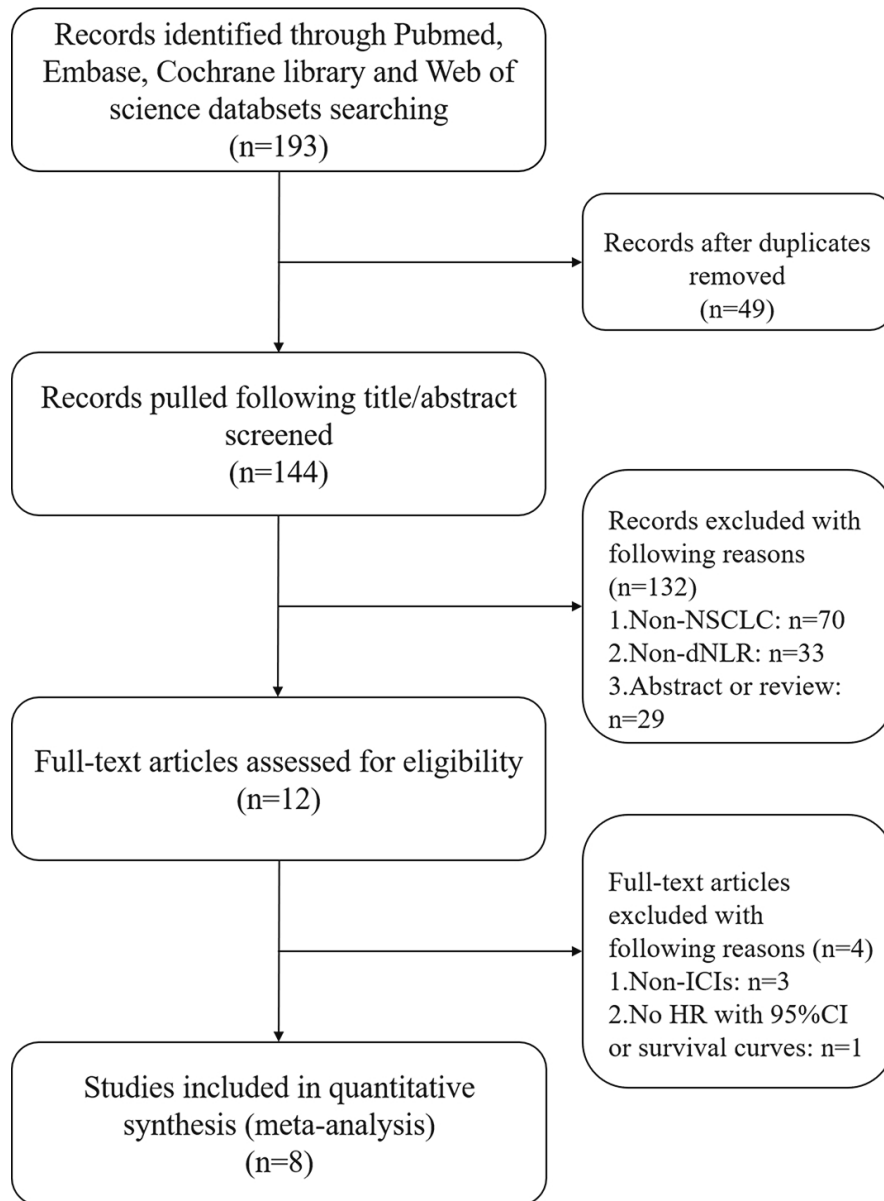 Records identified through Pubmed,
Embase, Cochrane library and Web of
science databsets searching
(n=193)
Records after duplicates
removed
(n=49)
Records pulled following title/abstract
screened
(n=144)
Records excluded with
following reasons
(n=132)
1.Non-NSCLC: n=70
2.Non-dNLR: n=33
3.Abstract or review:
n=29
Full-text articles assessed for eligibility
(n=12)
Full-text articles
excluded with
following reasons (n=4)
1.Non-ICIs: n=3
2.No HR with 95%CI
or survival curves: n=1
Studies included in quantitative
synthesis (meta-analysis)
(n=8)